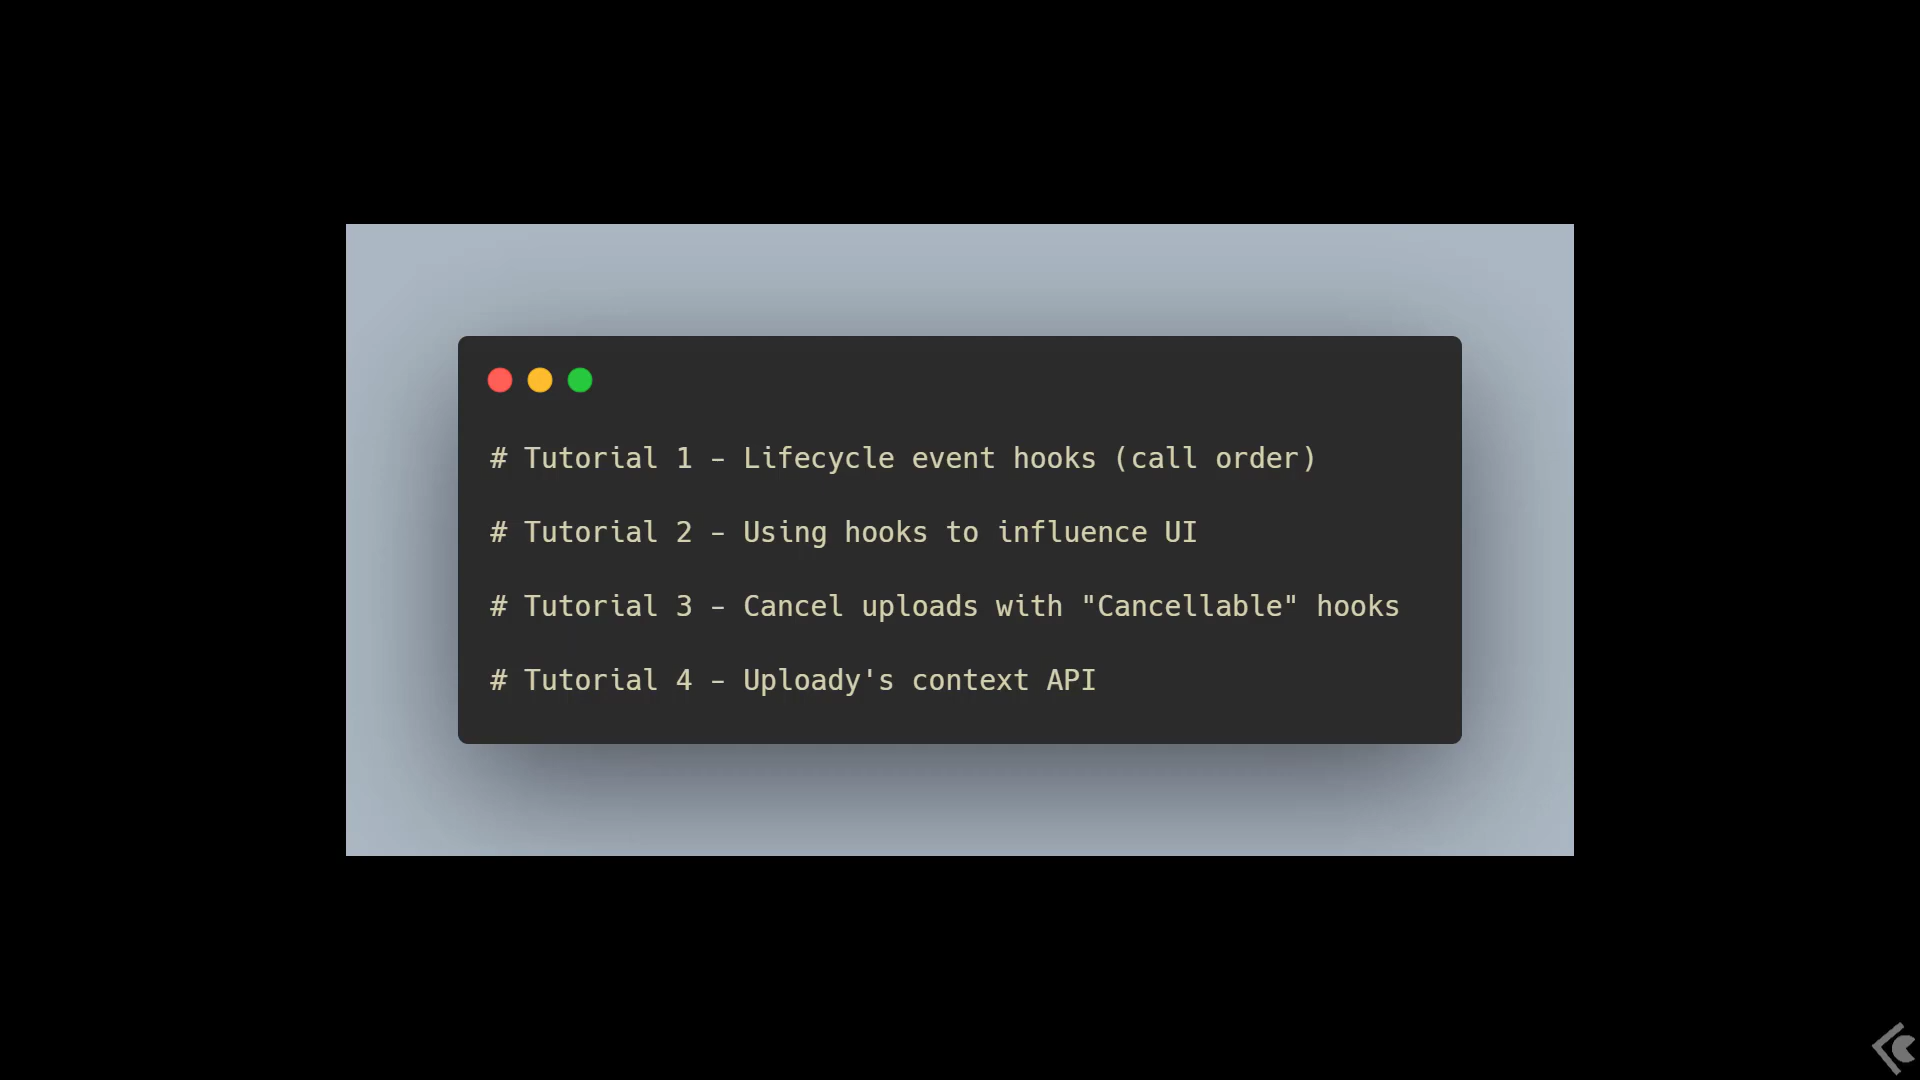 # Tutorial 1 - Lifecycle event hooks (call order)
# Tutorial 2 - Using hooks to influence UI
# Tutorial 3 - Cancel uploads with "Cancellable" hooks
# Tutorial 4 - Uploady's context API